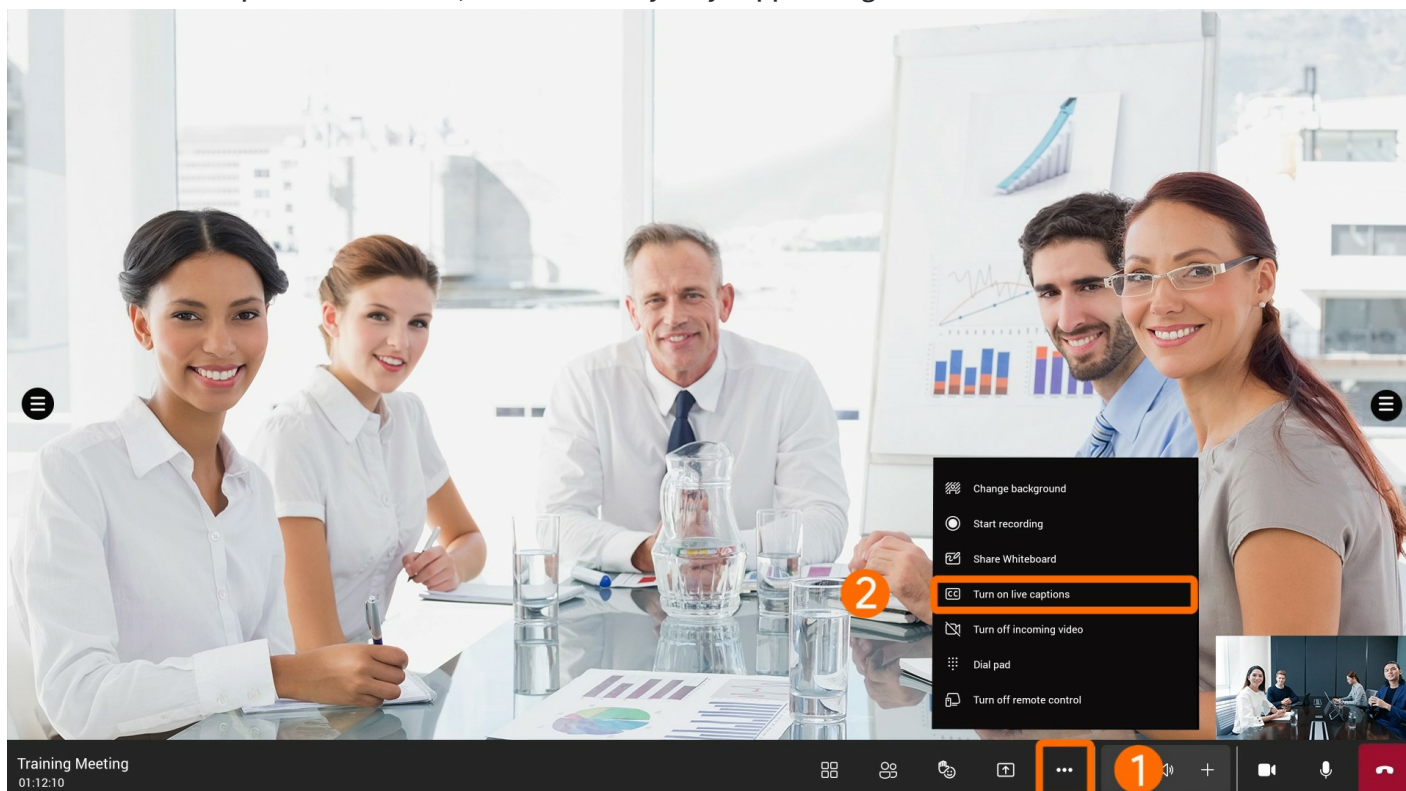 Change background
Start recording
Share Whiteboard
2
CC Turn on live captions
Turn off incoming video
Dial pad
Turn off remote control
Training Meeting
01:12:10
1